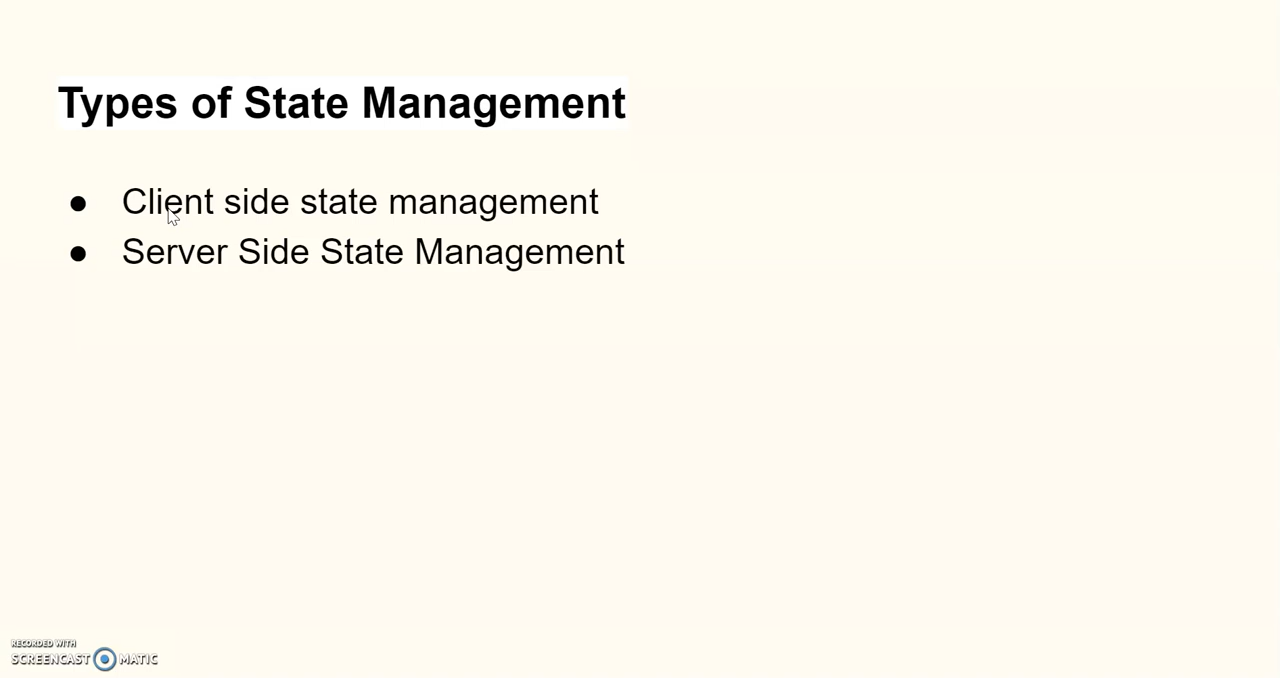 Types of State Management
● Client side state management
● Server Side State Management
RECORDED WITH
SCREENCAST MATIC